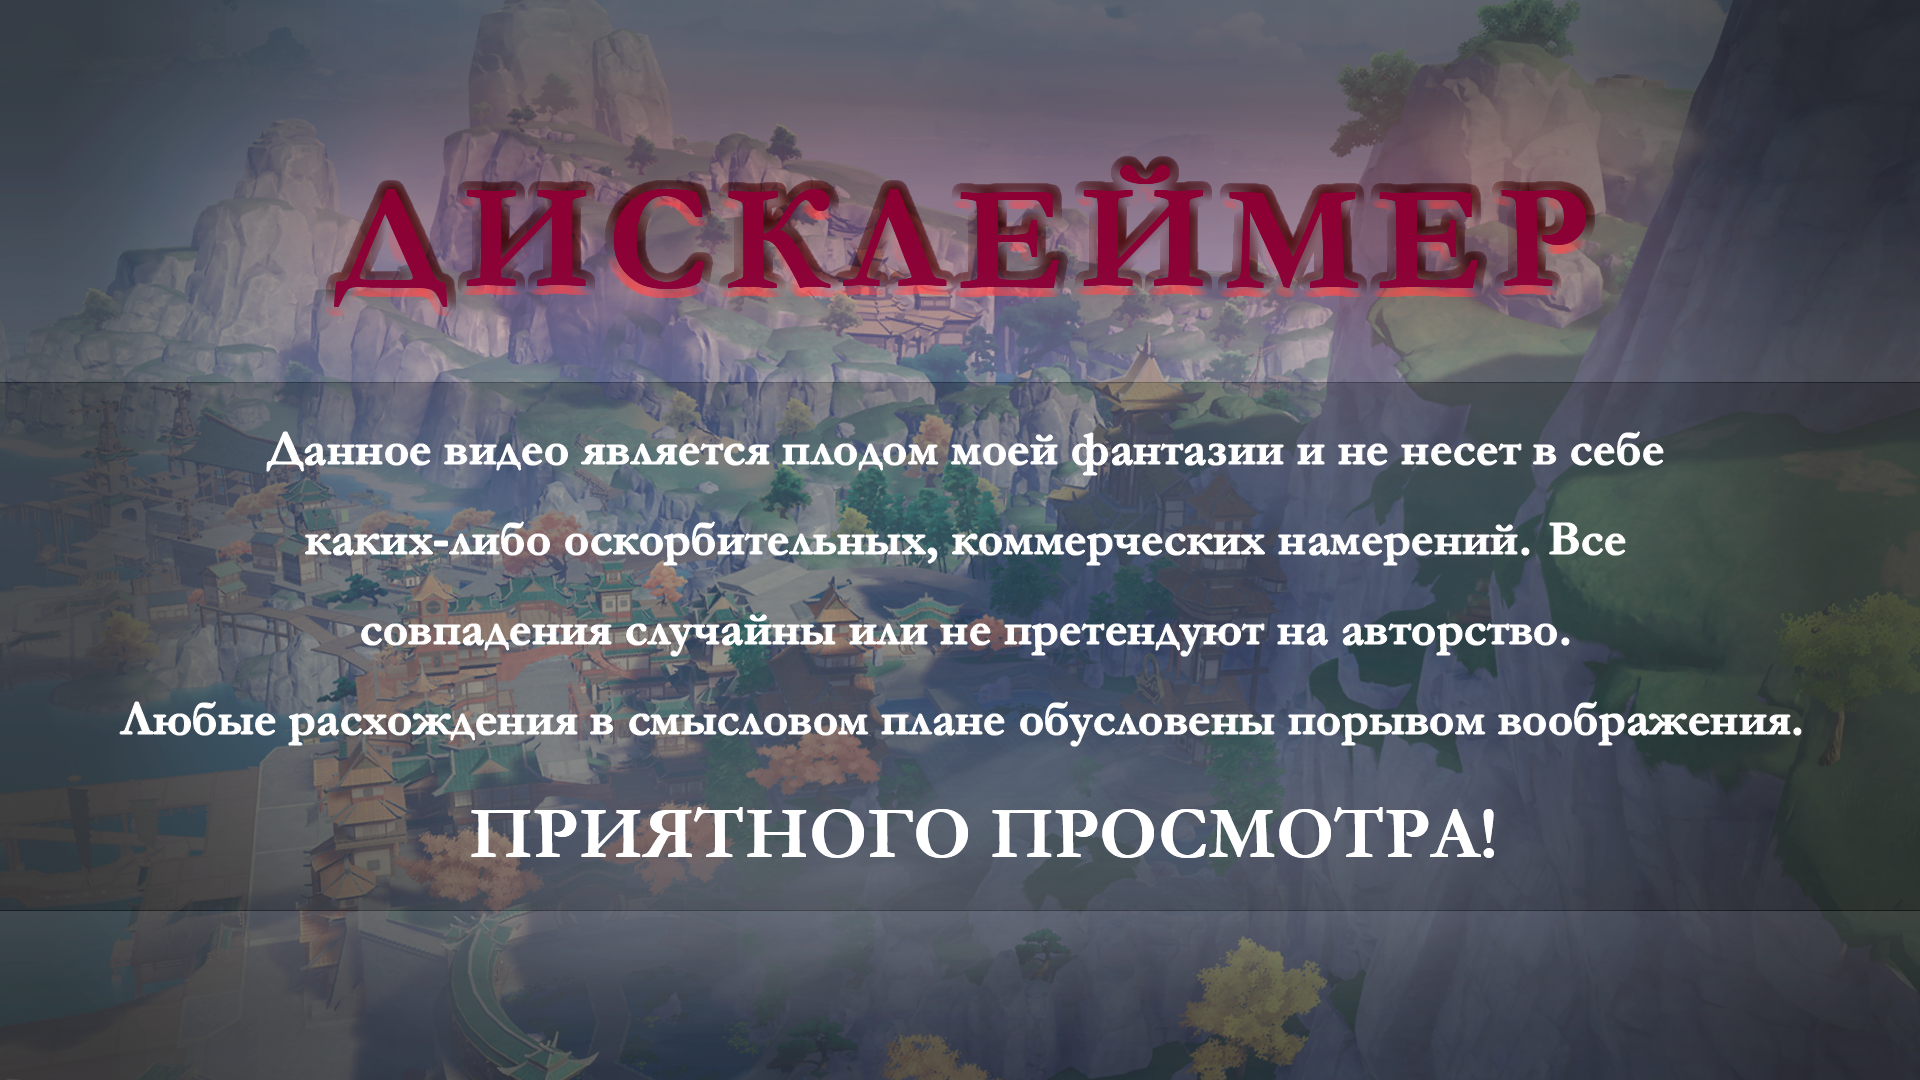 ДИСКЛЕЙМЕР
Данное видео является плодом моей фантазии и не несет в себе
каких-либо оскорбительных, коммерческих намерений. Все
совпадения случайны или не претендуют на авторство.
Любые расхождения в смысловом плане обусловены порывом воображения.
ПРИЯТНОГО ПРОСМОТРА!